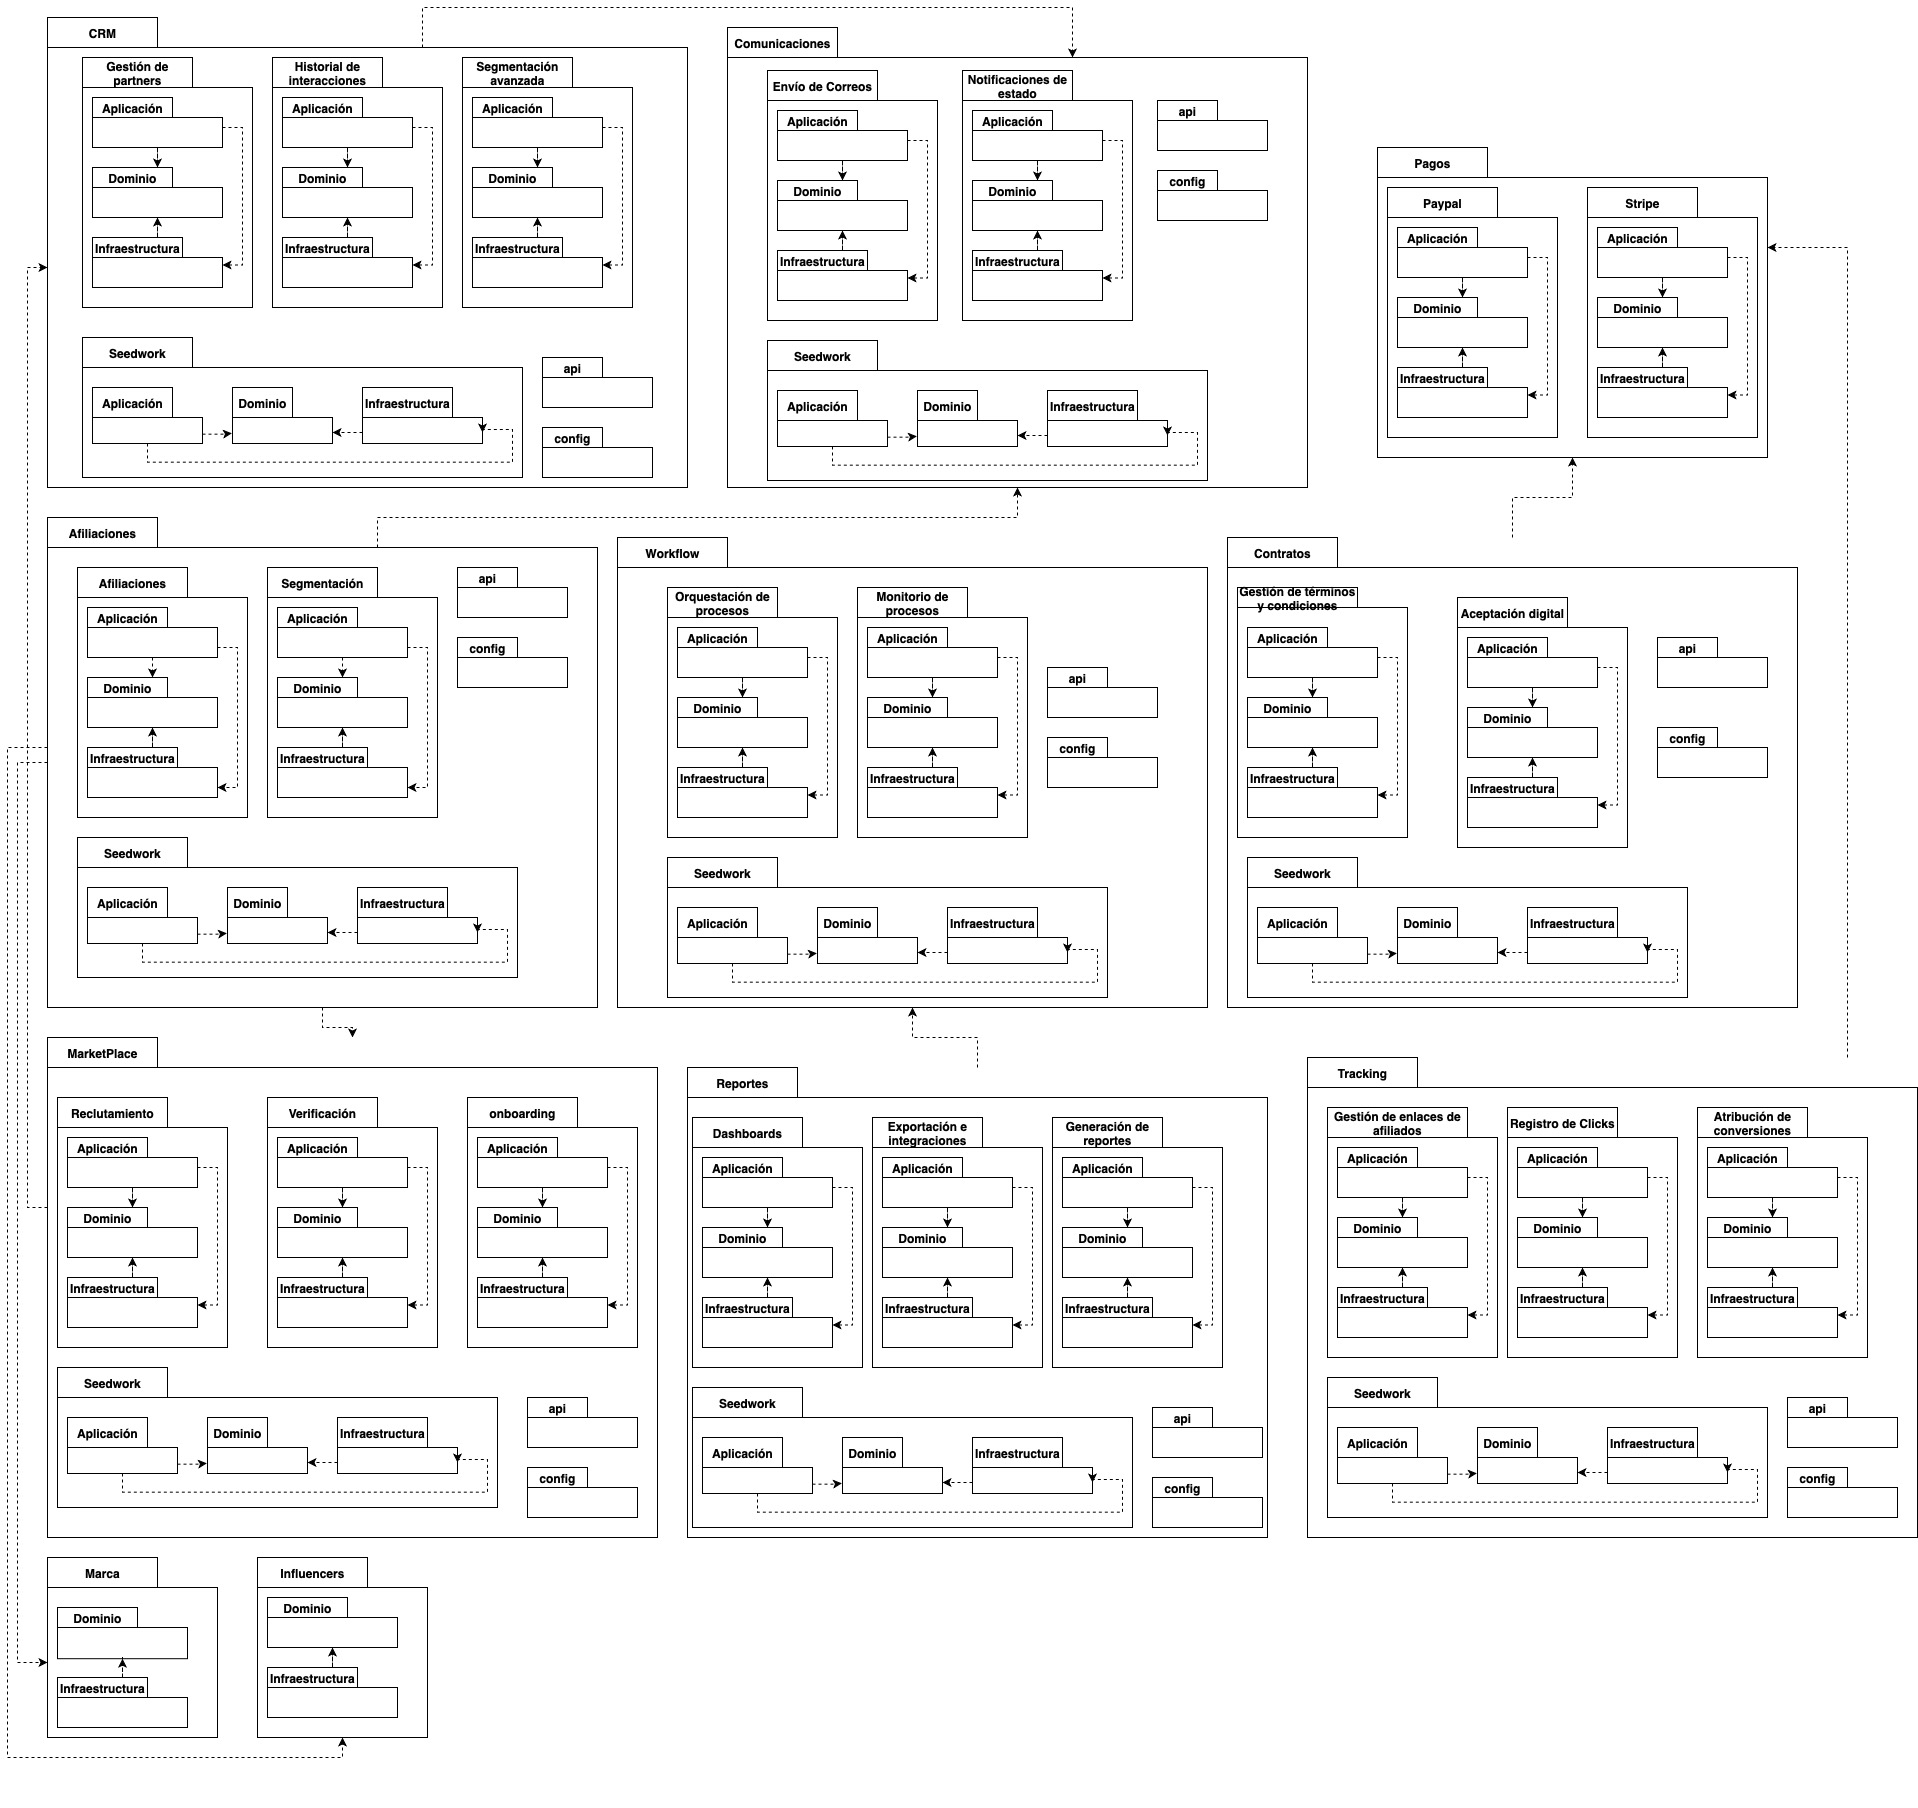 CRM
Gestión de
partners
Aplicación
Dominio
Infraestructura
Historial de
interacciones
Aplicación
Dominio
Infraestructura
Segmentación
avanzada
Aplicación
Dominio
Infraestructura
Seedwork
Aplicación
Dominio
Infraestructura
api
config
Comunicaciones
Envío de Correos
Aplicación
Dominio
Infraestructura
Notificaciones de
estado
Aplicación
Dominio
Infraestructura
api
config
Seedwork
Aplicación
Dominio
Infraestructura
Pagos
Paypal
Aplicación
Dominio
Infraestructura
Stripe
Aplicación
Dominio
Infraestructura
Afiliaciones
Afiliaciones
Aplicación
Dominio
Infraestructura
Segmentación
Aplicación
Dominio
Infraestructura
api
config
Seedwork
Aplicación
Dominio
Infraestructura
Workflow
Orquestación de
procesos
Aplicación
Dominio
Infraestructura
Monitorio de
procesos
Aplicación
Dominio
Infraestructura
api
config
Seedwork
Aplicación
Dominio
Infraestructura
Contratos
Gestión de términos
y condiciones
Aplicación
Dominio
Infraestructura
Aceptación digital
Aplicación
Dominio
Infraestructura
api
config
Seedwork
Aplicación
Dominio
Infraestructura
MarketPlace
Reclutamiento
Aplicación
Dominio
Infraestructura
Verificación
Aplicación
Dominio
Infraestructura
onboarding
Aplicación
Dominio
Infraestructura
Seedwork
Aplicación
Dominio
Infraestructura
api
config
Reportes
Dashboards
Aplicación
Dominio
Infraestructura
Exportación e
integraciones
Aplicación
Dominio
Infraestructura
Generación de
reportes
Aplicación
Dominio
Infraestructura
Seedwork
Aplicación
Dominio
Infraestructura
api
config
Tracking
Gestión de enlaces de
afiliados
Aplicación
Dominio
Infraestructura
Registro de Clicks
Aplicación
Dominio
Infraestructura
Atribución de
conversiones
Aplicación
Dominio
Infraestructura
Seedwork
Aplicación
Dominio
Infraestructura
api
config
Marca
Dominio
Infraestructura
Influencers
Dominio
Infraestructura